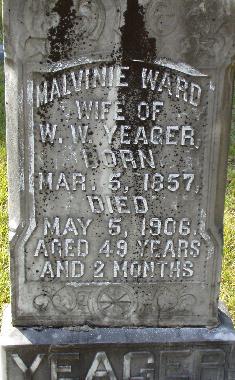 MALVINIE WARD
WIFE OF
W. W. YEAGER.
BORN
MAR. 5, 1857,
DIED
MAY 5, 1906.
AGED 49 YEARS
AND 2 MONTHS
YEAGER